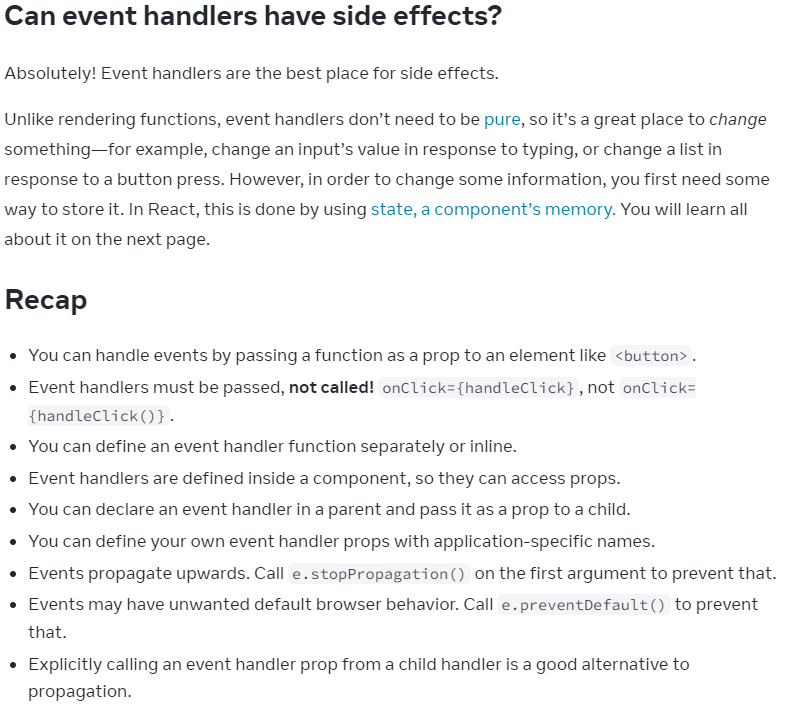 Can event handlers have side effects?
Absolutely! Event handlers are the best place for side effects.
Unlike rendering functions, event handlers don’t need to be pure, so it’s a great place to change
something—for example, change an input’s value in response to typing, or change a list in
response to a button press. However, in order to change some information, you first need some
way to store it. In React, this is done by using state, a component’s memory. You will learn all
about it on the next page.
Recap
• You can handle events by passing a function as a prop to an element like <button>.
• Event handlers must be passed, not called! onClick={handleClick}, not onClick=
{handleClick()}.
• You can define an event handler function separately or inline.
• Event handlers are defined inside a component, so they can access props.
• You can declare an event handler in a parent and pass it as a prop to a child.
• You can define your own event handler props with application-specific names.
• Events propagate upwards. Call e.stopPropagation() on the first argument to prevent that.
• Events may have unwanted default browser behavior. Call e.preventDefault() to prevent
that.
• Explicitly calling an event handler prop from a child handler is a good alternative to
propagation.